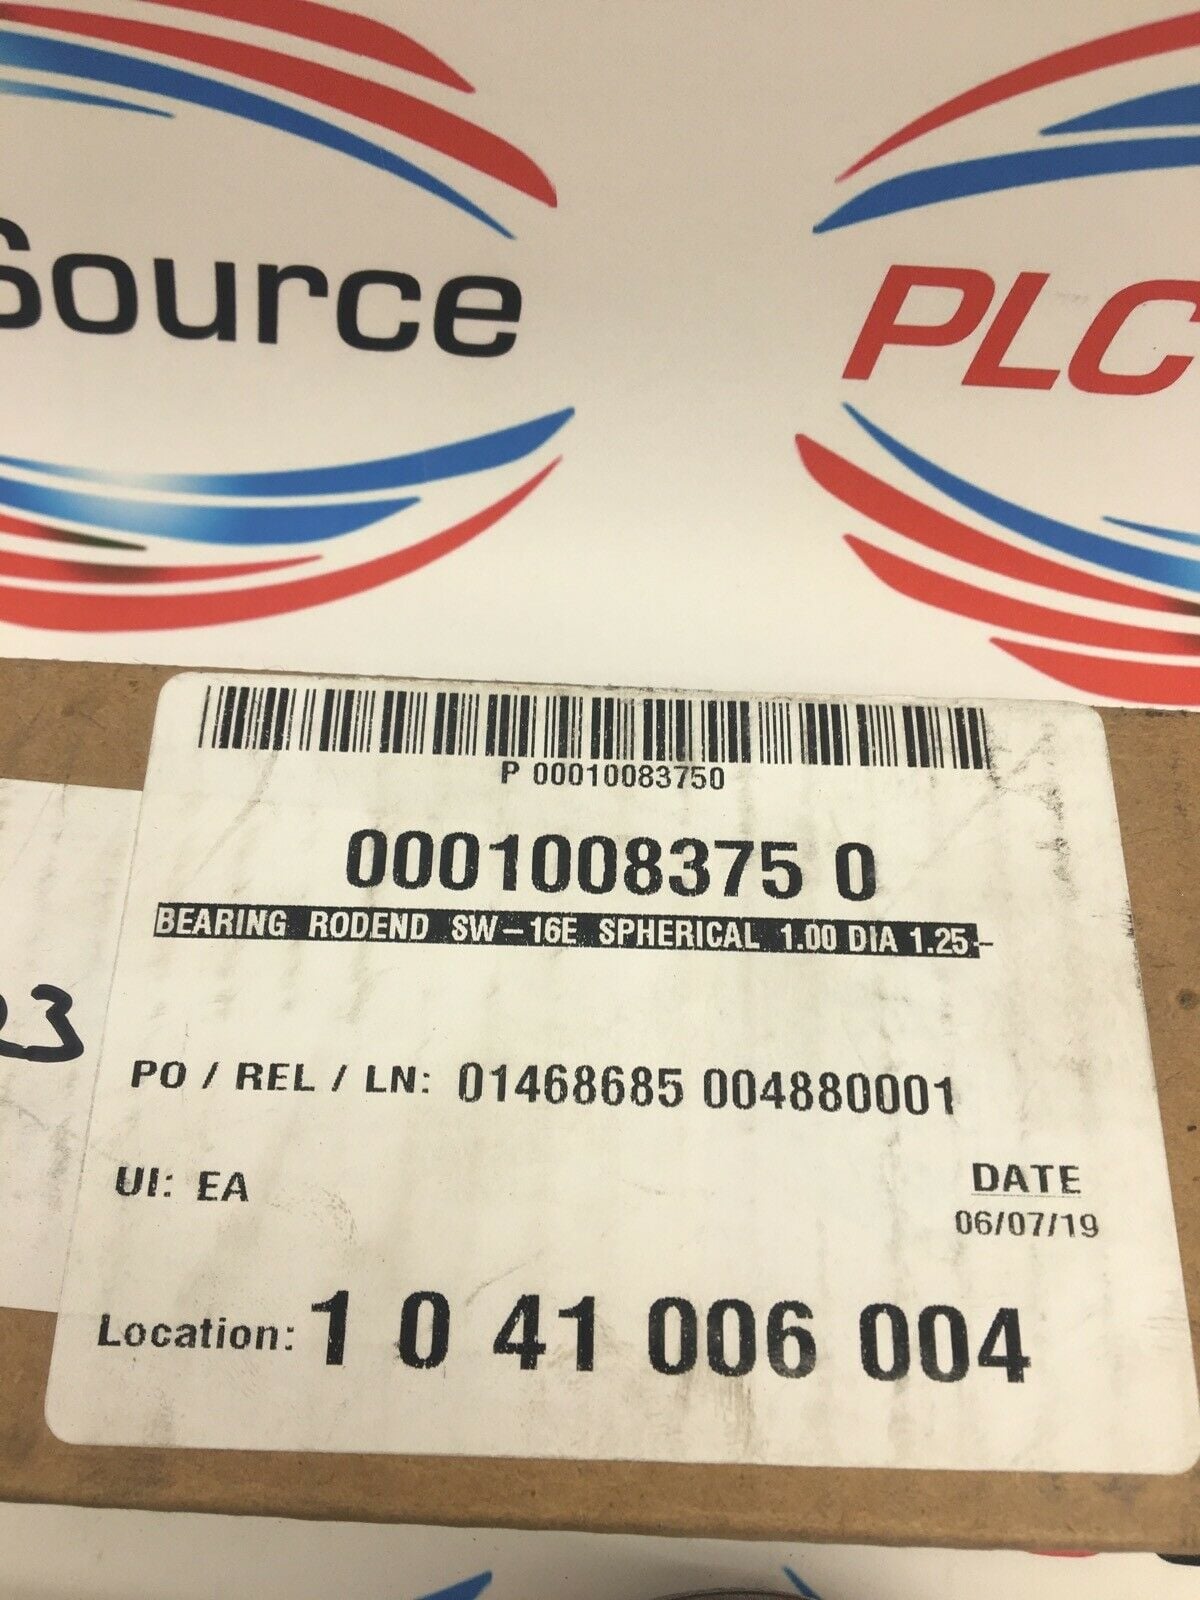 Source
PLC
P 00010083750
0001008375 0
BEARING RODEND SW-16E SPHERICAL 1.00 DIA 1.25-
23
PO / REL / LN: 01468685 004880001
UI: EA
DATE
06/07/19
Location: 1 0 41 006 004